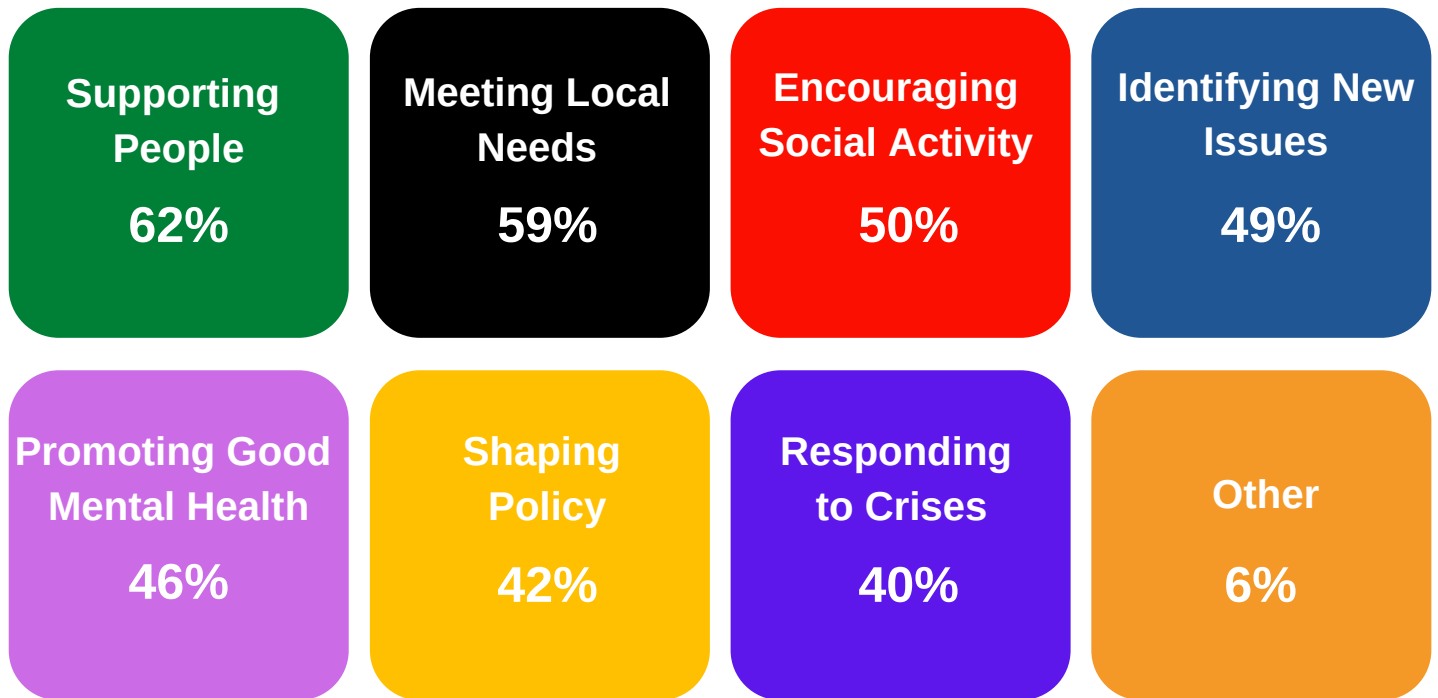 Supporting
People
62%
Meeting Local
Needs
59%
Encouraging
Social Activity
50%
Identifying New
Issues
49%
Promoting Good
Mental Health
46%
Shaping
Policy
42%
Responding
to Crises
40%
Other
6%